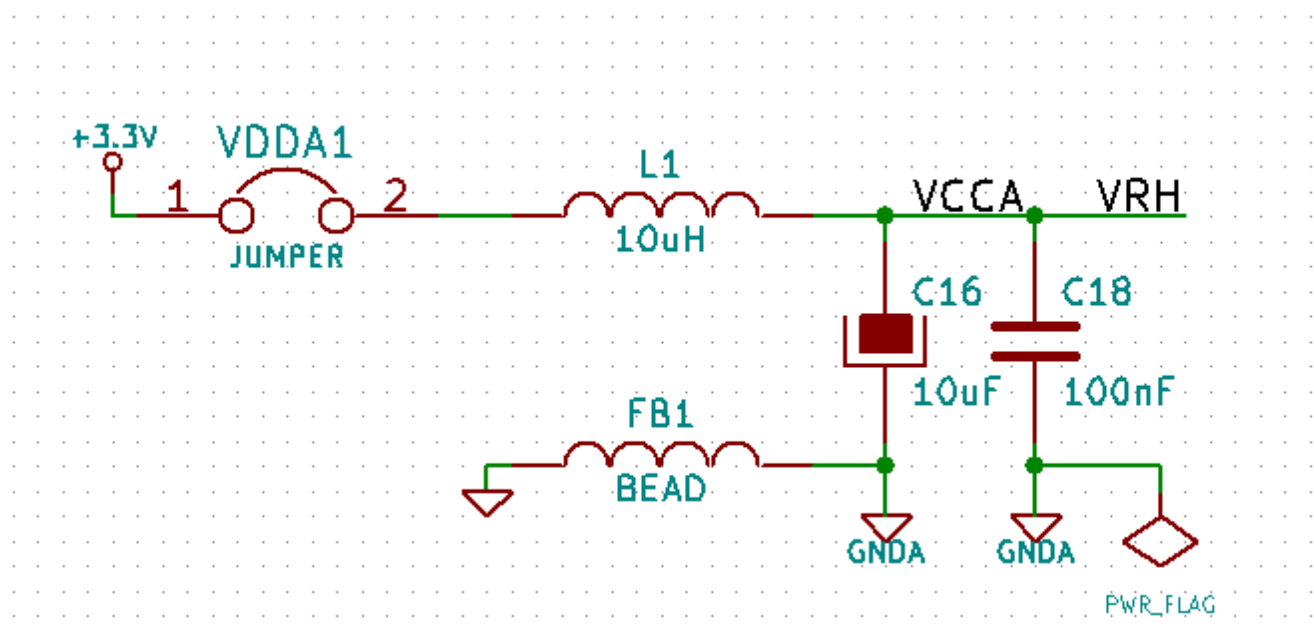 +3.3V
VDDA1
1
2
JUMPER
L1
10uH
VCCA
VRH
C16
C18
10uF
100nF
FB1
BEAD
GNDA
GNDA
PWR_FLAG